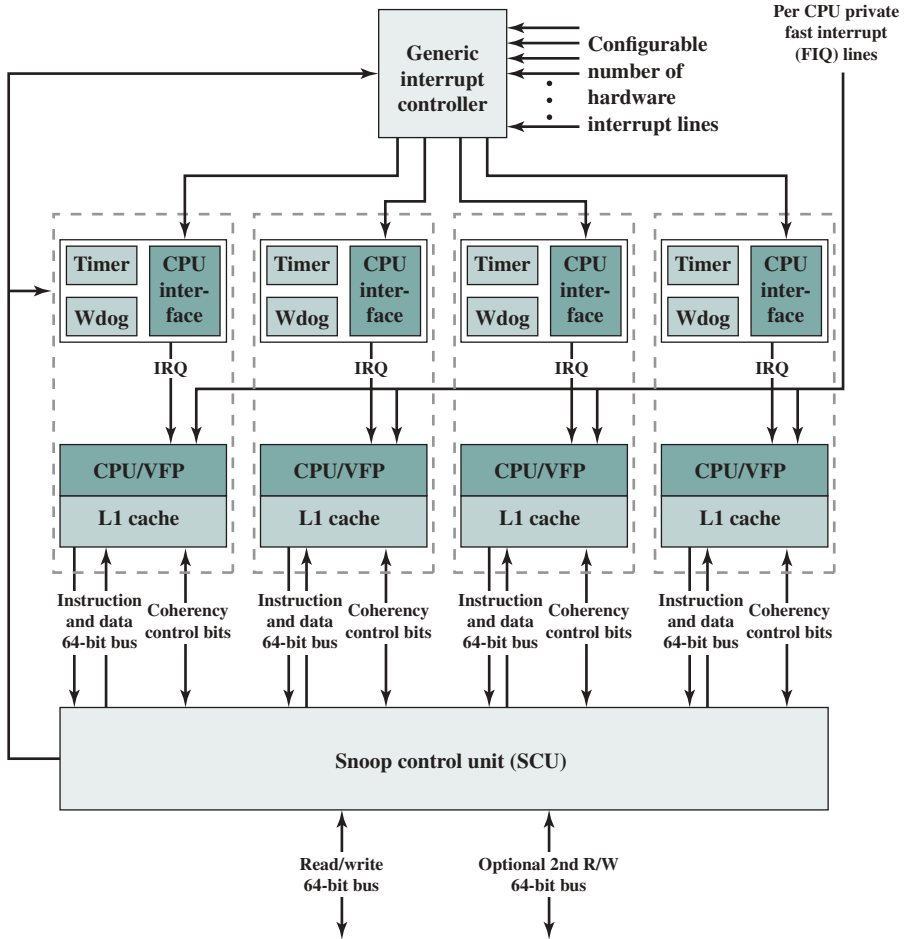 Per CPU private
fast interrupt
(FIQ) lines
Generic
interrupt
controller
Configurable
number of
hardware
interrupt lines
Timer
Wdog
CPU
inter-
face
Timer
Wdog
CPU
inter-
face
Timer
Wdog
CPU
inter-
face
Timer
Wdog
CPU
inter-
face
IRQ
IRQ
IRQ
IRQ
CPU/VFP
L1 cache
CPU/VFP
L1 cache
CPU/VFP
L1 cache
CPU/VFP
L1 cache
Instruction
and data
64-bit bus
Coherency
control bits
Instruction
and data
64-bit bus
Coherency
control bits
Instruction
and data
64-bit bus
Coherency
control bits
Instruction
and data
64-bit bus
Coherency
control bits
Snoop control unit (SCU)
Read/write
64-bit bus
Optional 2nd R/W
64-bit bus